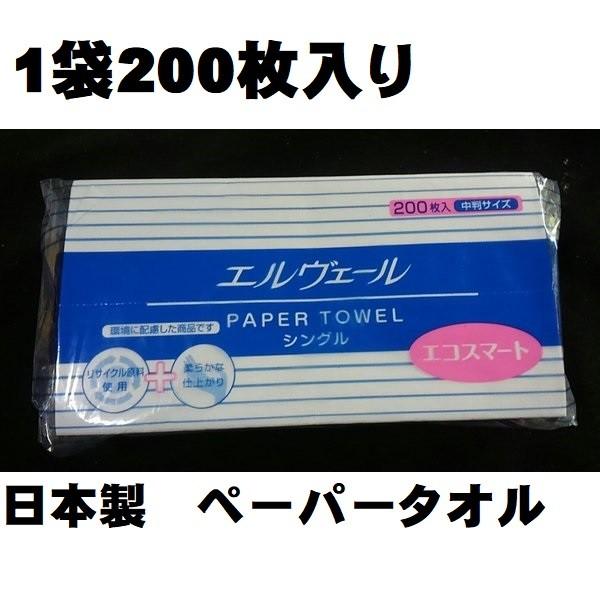 1袋200枚入り
200枚入 中判サイズ
エルヴェール
PAPER TOWEL
シングル
環境に配慮した商品です
エコスマート
リサイクル原料
使用
+
柔らかな
仕上がり
日本製 ペーパータオル